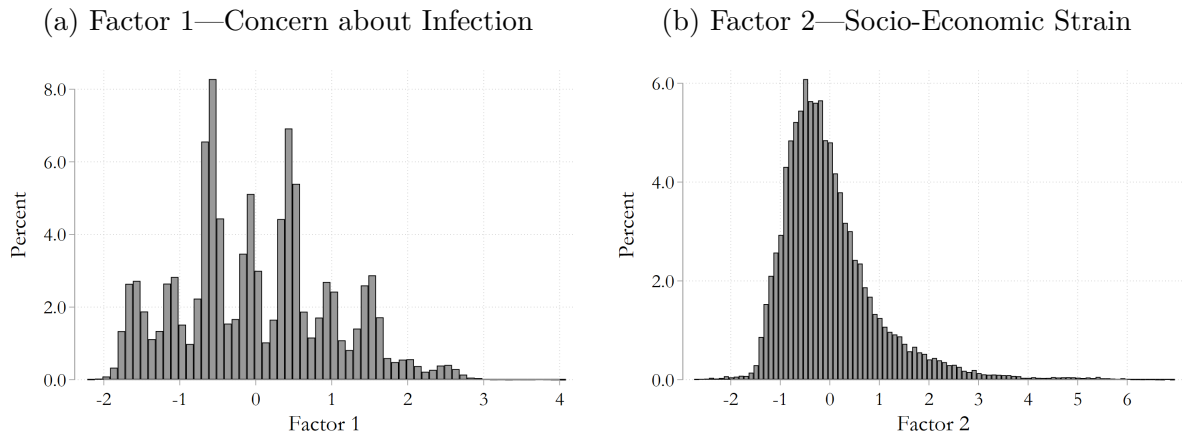 (a) Factor 1—Concern about Infection
8.0
6.0
4.0
2.0
0.0
Percent
-2 -1 0 1 2 3 4
Factor 1
(b) Factor 2—Socio-Economic Strain
6.0
4.0
2.0
0.0
Percent
-2 -1 0 1 2 3 4 5 6
Factor 2